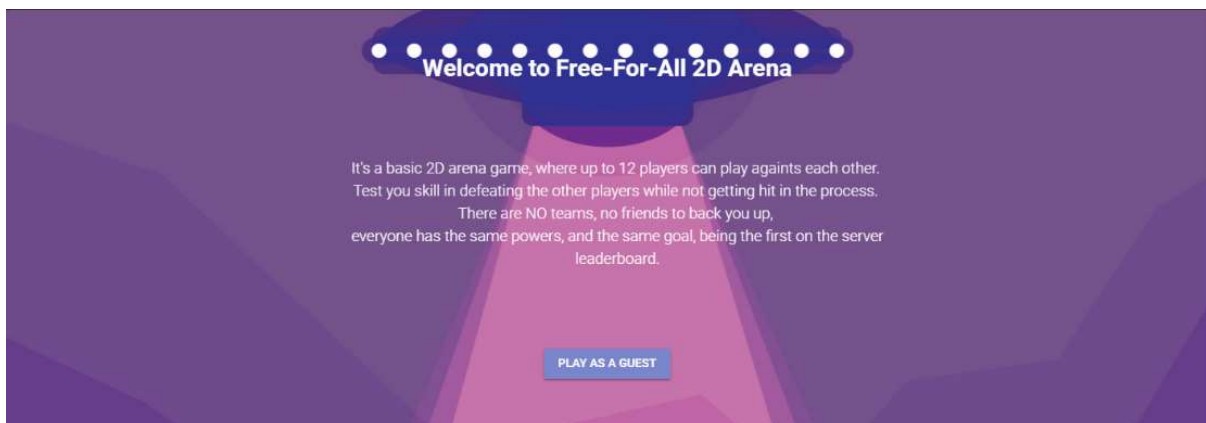 Welcome to Free-For-All 2D Arena
It's a basic 2D arena game, where up to 12 players can play againts each other.
Test you skill in defeating the other players while not getting hit in the process.
There are NO teams, no friends to back you up,
everyone has the same powers, and the same goal, being the first on the server
leaderboard.
PLAY AS A GUEST